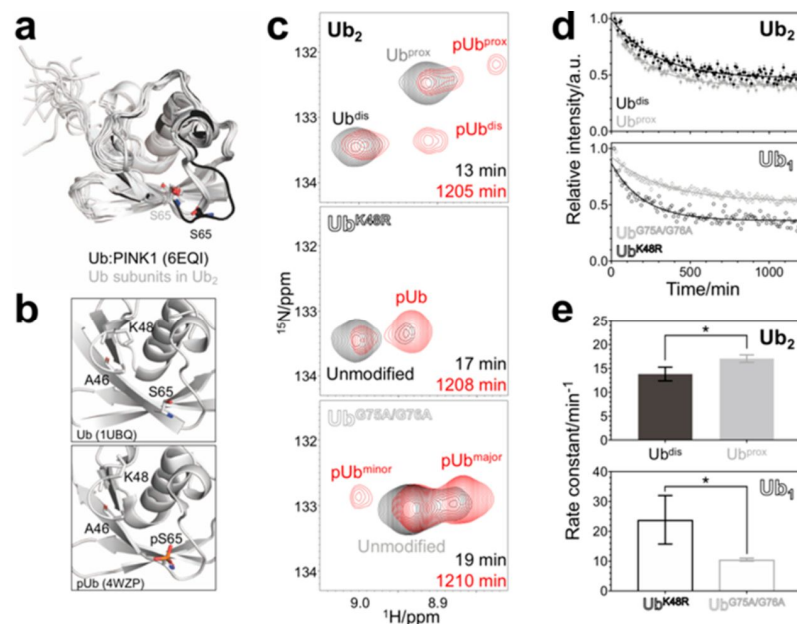 a
S65
S65
Ub:PINK1 (6EQI)
Ub subunits in Ub2
b
K48
A46
S65
Ub (1UBQ)
K48
A46
pS65
pUb (4WZP)
c
Ub2
132
133
134
Ubprox
pUbprox
Ubdis
pUbdis
13 min
1205 min
UbK48R
132
133
134
15N/ppm
pUb
Unmodified
17 min
1208 min
UbG75A/G76A
132
133
134
pUbminor
pUbmajor
Unmodified
19 min
1210 min
9.0
8.9
1H/ppm
d
Ub2
1.0
0.5
0.0
Ubdis
Ubprox
Relative intensity/a.u.
Ub1
1.0
0.5
0.0
UbG75A/G76A
UbK48R
0
500
1000
Time/min
e
Ub2
25
20
15
10
5
0
*
Ubdis
Ubprox
Rate constant/min-1
Ub1
40
30
20
10
0
*
UbK48R
UbG75A/G76A